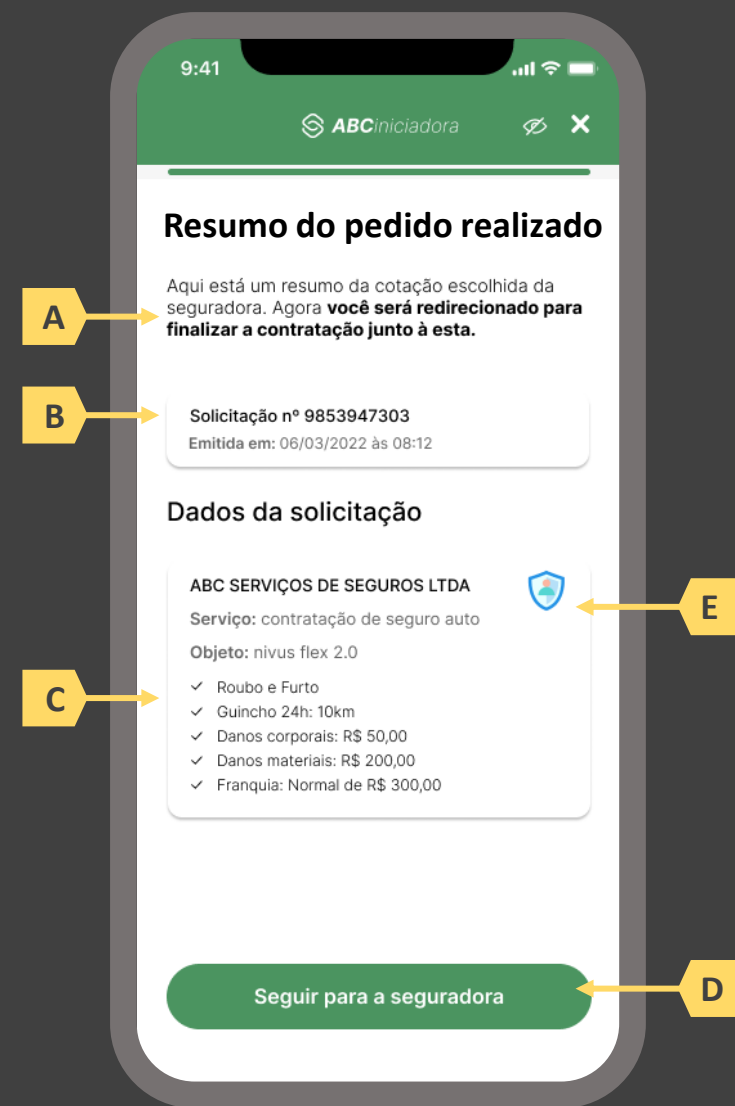 9:41
ABCiniciadora
Resumo do pedido realizado
Aqui está um resumo da cotação escolhida da
seguradora. Agora você será redirecionado para
finalizar a contratação junto à esta.
A
B
Solicitação nº 9853947303
Emitida em: 06/03/2022 às 08:12
Dados da solicitação
ABC SERVIÇOS DE SEGUROS LTDA
E
Serviço: contratação de seguro auto
Objeto: nivus flex 2.0
C
Roubo e Furto
Guincho 24h: 10km
Danos corporais: R$ 50,00
Danos materiais: R$ 200,00
Franquia: Normal de R$ 300,00
Seguir para a seguradora
D